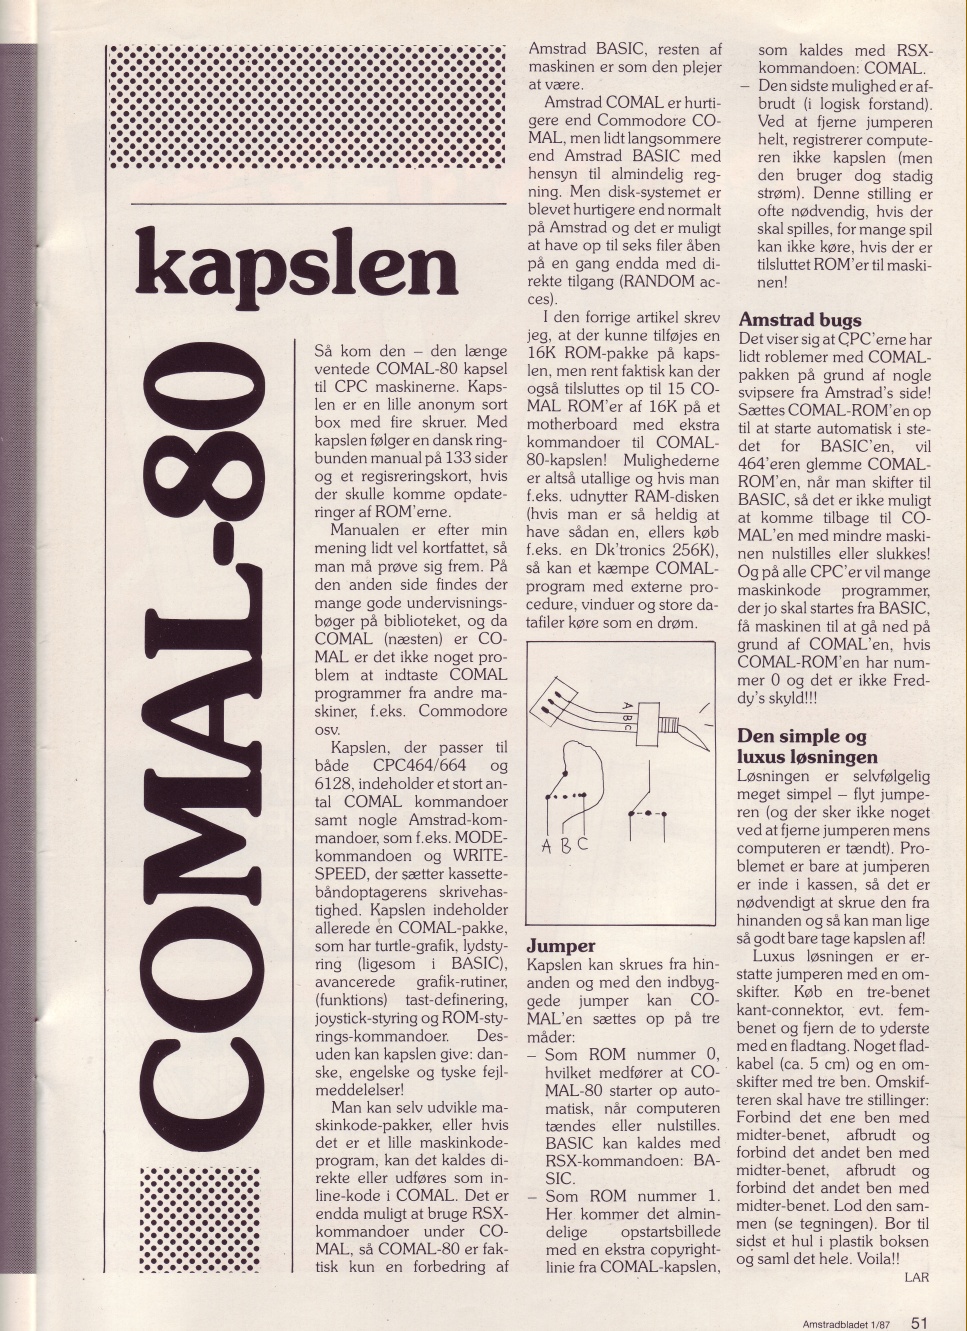 kapslen
COMAL-80
Så kom den – den længe
ventede COMAL-80 kapsel
til CPC maskinerne. Kaps-
len er en lille anonym sort
box med fire skruer. Med
kapslen følger en dansk ring-
bunden manual på 133 sider
og et regisreringskort, hvis
der skulle komme opdate-
ringer af ROM'erne.
Manualen er efter min
mening lidt vel kortfattet, så
man må prøve sig frem. På
den anden side findes der
mange gode undervisnings-
bøger på biblioteket, og da
COMAL (næsten) er CO-
MAL er det ikke noget pro-
blem at indtaste COMAL
programmer fra andre ma-
skiner, f.eks. Commodore
osv.
Kapslen, der passer til
både CPC464/664 og
6128, indeholder et stort an-
tal COMAL kommandoer
samt nogle Amstrad-kom-
mandoer, som f.eks. MODE-
kommandoen og WRITE-
SPEED, der sætter kassette-
båndoptagerens skrivehas-
tighed. Kapslen indeholder
allerede én COMAL-pakke,
som har turtle-grafik, lydsty-
ring (ligesom i BASIC),
avancerede grafik-rutiner,
(funktions) tast-definering,
joystick-styring og ROM-sty-
rings-kommandoer. Des-
uden kan kapslen give: dan-
ske, engelske og tyske fejl-
meddelelser!
Man kan selv udvikle ma-
skinkode-pakker, eller hvis
det er et lille maskinkode-
program, kan det kaldes di-
rekte eller udføres som in-
line-kode i COMAL. Det er
endda muligt at bruge RSX-
kommandoer under CO-
MAL, så COMAL-80 er fak-
tisk kun en forbedring af
Amstrad BASIC, resten af
maskinen er som den plejer
at være.
Amstrad COMAL er hurti-
gere end Commodore CO-
MAL, men lidt langsommere
end Amstrad BASIC med
hensyn til almindelig reg-
ning. Men disk-systemet er
blevet hurtigere end normalt
på Amstrad og det er muligt
at have op til seks filer åben
på en gang endda med di-
rekte tilgang (RANDOM ac-
ces).
I den forrige artikel skrev
jeg, at der kunne tilføjes en
16K ROM-pakke på kaps-
len, men rent faktisk kan der
også tilsluttes op til 15 CO-
MAL ROM'er af 16K på et
motherboard med ekstra
kommandoer til COMAL-
80-kapslen! Mulighederne
er altså utallige og hvis man
f.eks. udnytter RAM-disken
(hvis man er så heldig at
have sådan en, ellers køb
f.eks. en Dk'tronics 256K),
så kan et kæmpe COMAL-
program med externe pro-
cedure, vinduer og store da-
tafiler køre som en drøm.
A
B
C
A B C
Jumper
Kapslen kan skrues fra hin-
anden og med den indbyg-
gede jumper kan CO-
MAL'en sættes op på tre
måder:
– Som ROM nummer 0,
hvilket medfører at CO-
MAL-80 starter op auto-
matisk, når computeren
tændes eller nulstilles.
BASIC kan kaldes med
RSX-kommandoen: BA-
SIC.
– Som ROM nummer 1.
Her kommer det almin-
delige opstartsbillede
med en ekstra copyright-
linie fra COMAL-kapslen,
som kaldes med RSX-
kommandoen: COMAL.
– Den sidste mulighed er af-
brudt (i logisk forstand).
Ved at fjerne jumperen
helt, registrerer compute-
ren ikke kapslen (men
den bruger dog stadig
strøm). Denne stilling er
ofte nødvendig, hvis der
skal spilles, for mange spil
kan ikke køre, hvis der er
tilsluttet ROM'er til maski-
nen!
Amstrad bugs
Det viser sig at CPC'erne har
lidt roblemer med COMAL-
pakken på grund af nogle
svipsere fra Amstrad's side!
Sættes COMAL-ROM'en op
til at starte automatisk i ste-
det for BASIC'en, vil
464'eren glemme COMAL-
ROM'en, når man skifter til
BASIC, så det er ikke muligt
at komme tilbage til CO-
MAL'en med mindre maski-
nen nulstilles eller slukkes!
Og på alle CPC'er vil mange
maskinkode programmer,
der jo skal startes fra BASIC,
få maskinen til at gå ned på
grund af COMAL'en, hvis
COMAL-ROM'en har num-
mer 0 og det er ikke Fred-
dy's skyld!!!
Den simple og
luxus løsningen
Løsningen er selvfølgelig
meget simpel – flyt jumpe-
ren (og der sker ikke noget
ved at fjerne jumperen mens
computeren er tændt). Pro-
blemet er bare at jumperen
er inde i kassen, så det er
nødvendigt at skrue den fra
hinanden og så kan man lige
så godt bare tage kapslen af!
Luxus løsningen er er-
statte jumperen med en om-
skifter. Køb en tre-benet
kant-connektor, evt. fem-
benet og fjern de to yderste
med en fladtang. Noget flad-
kabel (ca. 5 cm) og en om-
skifter med tre ben. Omskif-
teren skal have tre stillinger:
Forbind det ene ben med
midter-benet, afbrudt og
forbind det andet ben med
midter-benet, afbrudt og
forbind det andet ben med
midter-benet. Lod den sam-
men (se tegningen). Bor til
sidst et hul i plastik boksen
og saml det hele. Voila!!
LAR
Amstradbladet 1/87 51